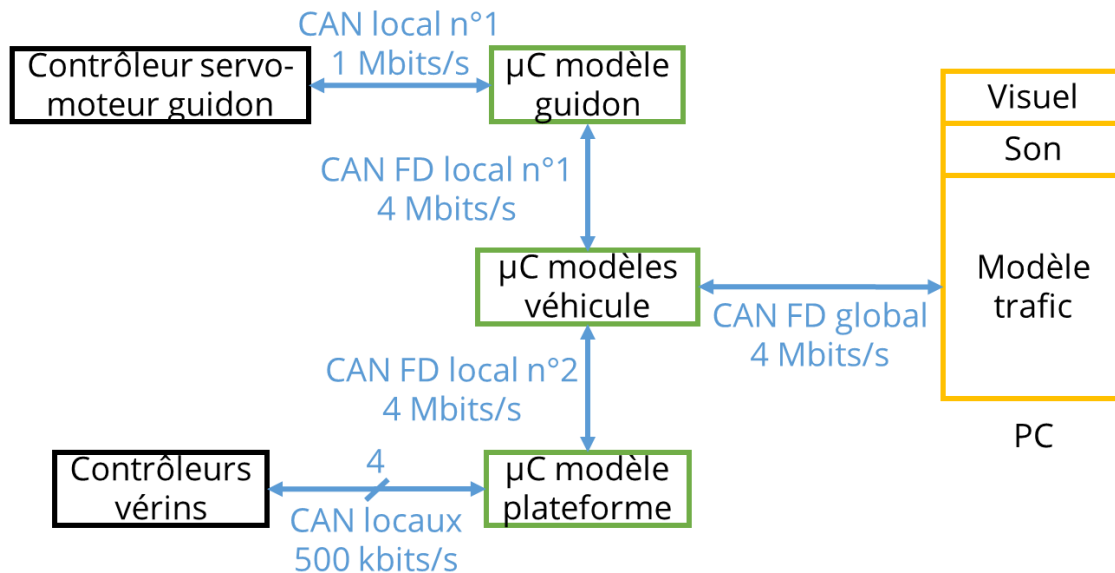 CAN local n°1
1 Mbits/s
Contrôleur servo-
moteur guidon
µC modèle
guidon
Visuel
Son
Modèle
trafic
PC
CAN FD local n°1
4 Mbits/s
µC modèles
véhicule
CAN FD global
4 Mbits/s
CAN FD local n°2
4 Mbits/s
Contrôleurs
vérins
4
CAN locaux
500 kbits/s
µC modèle
plateforme